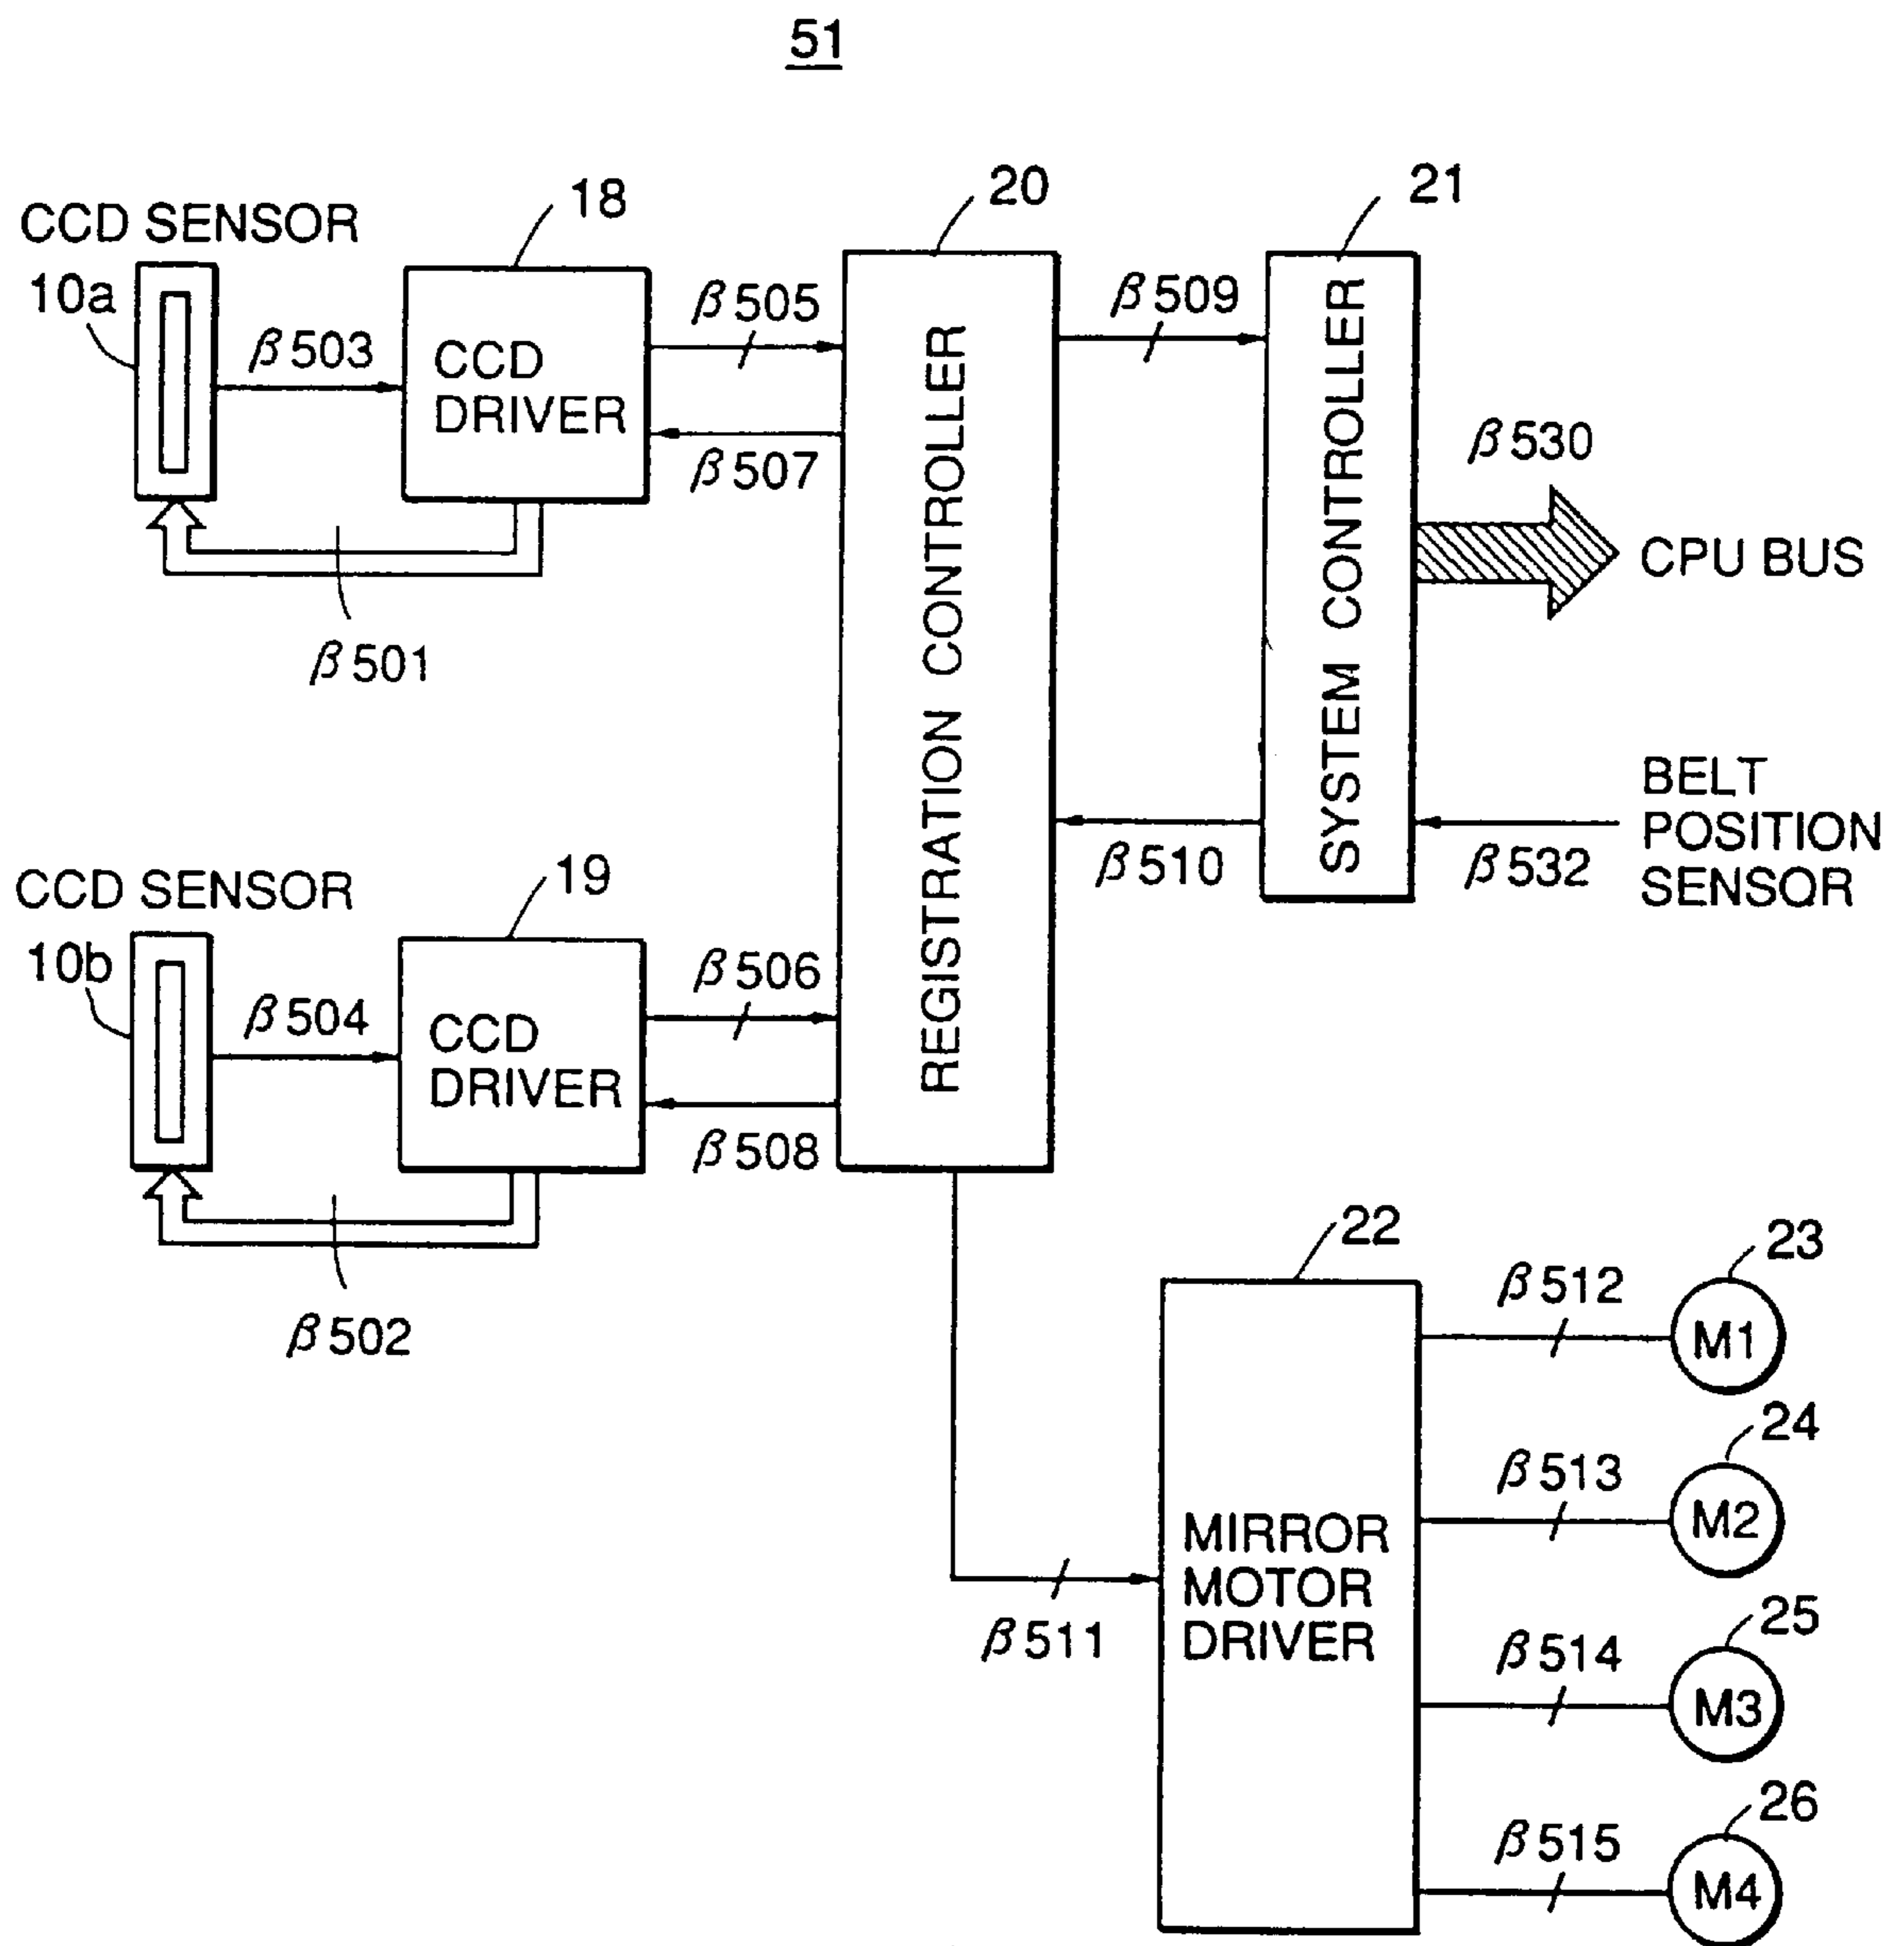 51
CCD SENSOR
10a
18
β503
CCD
DRIVER
β505
β507
β501
20
REGISTRATION CONTROLLER
β509
21
SYSTEM CONTROLLER
β530
CPU BUS
β510
β532
BELT
POSITION
SENSOR
CCD SENSOR
10b
19
β504
CCD
DRIVER
β506
β508
β502
22
MIRROR
MOTOR
DRIVER
β511
β512
23
M1
β513
24
M2
β514
25
M3
β515
26
M4